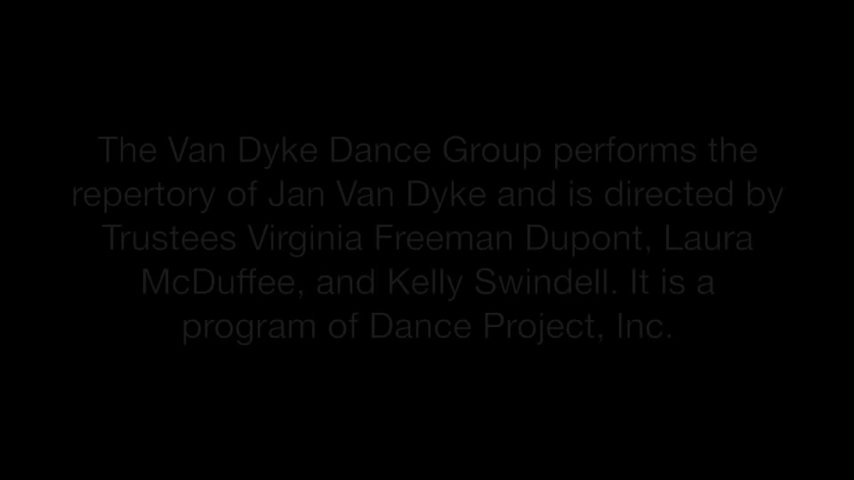 The Van Dyke Dance Group performs the
repertory of Jan Van Dyke and is directed by
Trustees Virginia Freeman Dupont, Laura
McDuffee, and Kelly Swindell. It is a
program of Dance Project, Inc.